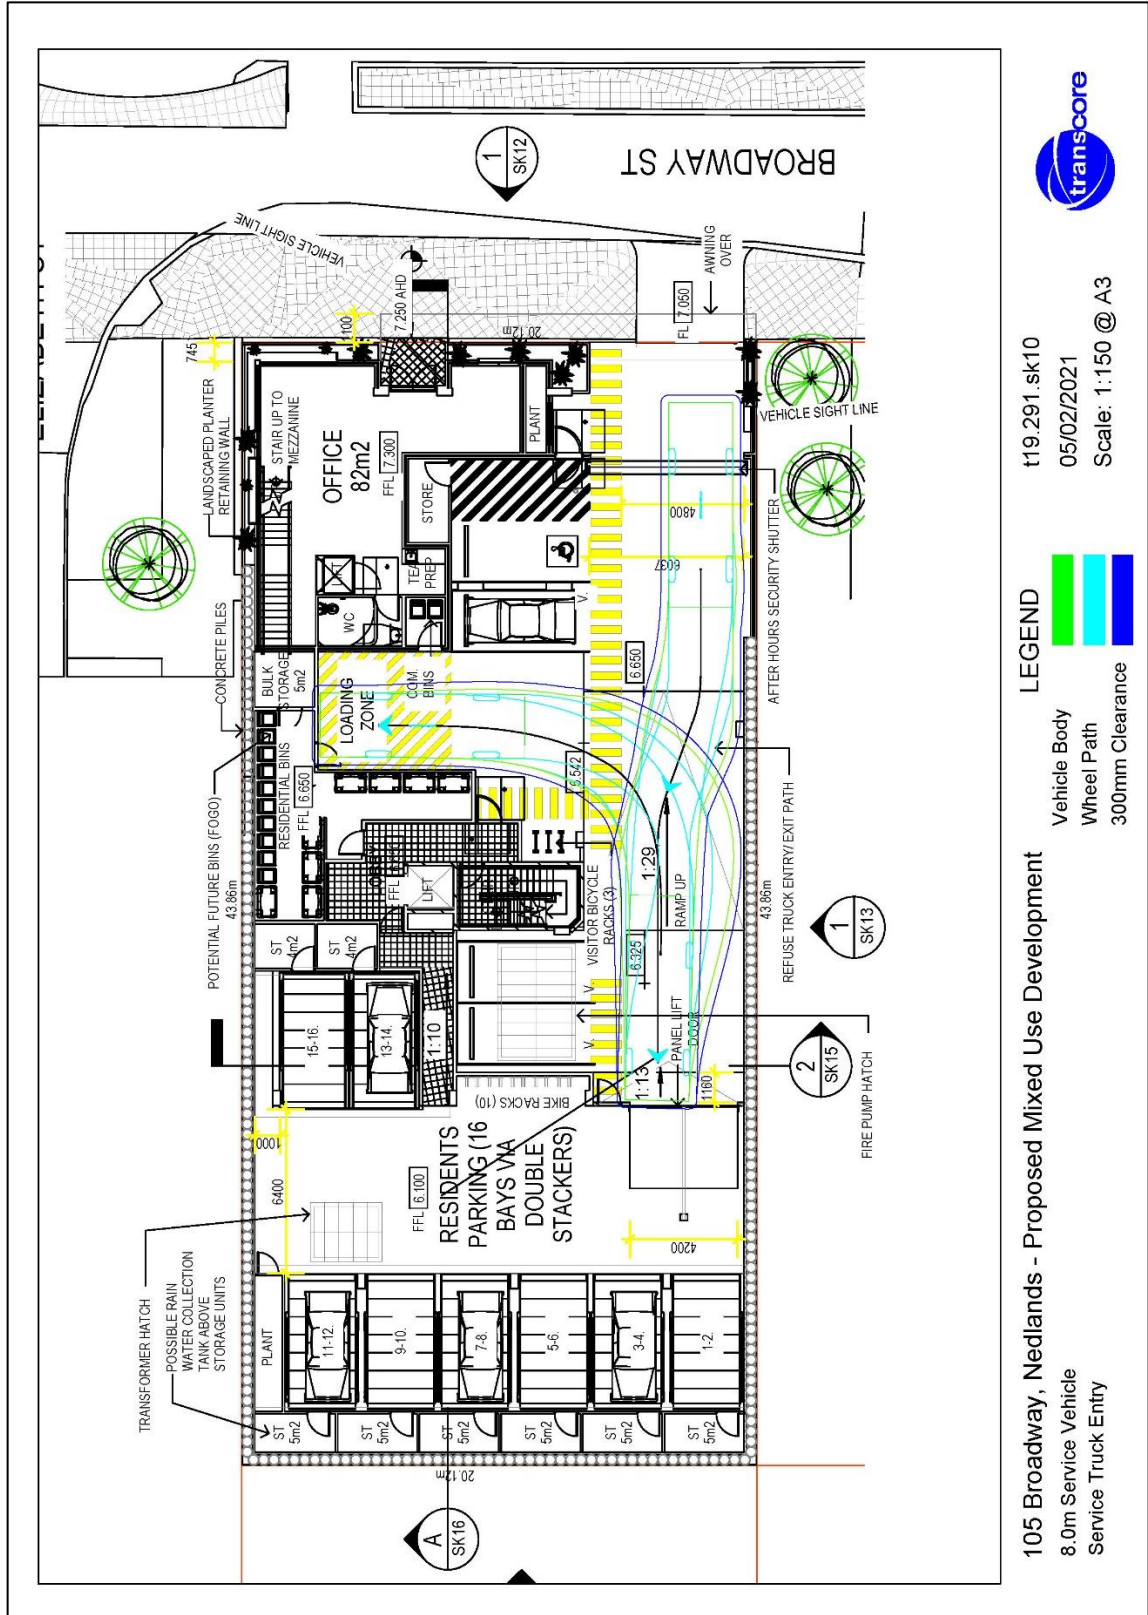 ELIZABETH ST
BROADWAY ST
1
SK12
VEHICLE SIGHT LINE
7.250 AHD
20.12m
1100
745
FL 7.050
AWNING
OVER
VEHICLE SIGHT LINE
LANDSCAPED PLANTER
RETAINING WALL
STAIR UP TO
MEZZANINE
OFFICE
82m2
FFL 7.300
PLANT
STORE
LIFT
TEA
PREP
WC
4800
6037
V.
CONCRETE PILES
BULK
STORAGE
5m2
COM.
BINS
LOADING
ZONE
6.650
AFTER HOURS SECURITY SHUTTER
POTENTIAL FUTURE BINS (FOGO)
43.86m
RESIDENTIAL BINS
FFL 6.650
6.542
FFL
LIFT
VISITOR BICYCLE
RACKS (3)
1:29
RAMP UP
6.325
43.86m
REFUSE TRUCK ENTRY/ EXIT PATH
1
SK13
ST
4m2
ST
4m2
15-16.
13-14.
1:10
V.
V.
PANEL LIFT
DOOR
1:13
1160
2
SK15
FIRE PUMP HATCH
BIKE RACKS (10)
1000
6400
FFL 6.100
RESIDENTS
PARKING (16
BAYS VIA
DOUBLE
STACKERS)
4200
TRANSFORMER HATCH
POSSIBLE RAIN
WATER COLLECTION
TANK ABOVE
STORAGE UNITS
PLANT
11-12.
9-10.
7-8.
5-6.
3-4.
1-2.
ST
5m2
ST
5m2
ST
5m2
ST
5m2
ST
5m2
ST
5m2
20.12m
A
SK16
105 Broadway, Nedlands - Proposed Mixed Use Development
8.0m Service Vehicle
Service Truck Entry
LEGEND
Vehicle Body
Wheel Path
300mm Clearance
t19.291.sk10
05/02/2021
Scale: 1:150 @ A3
transcore